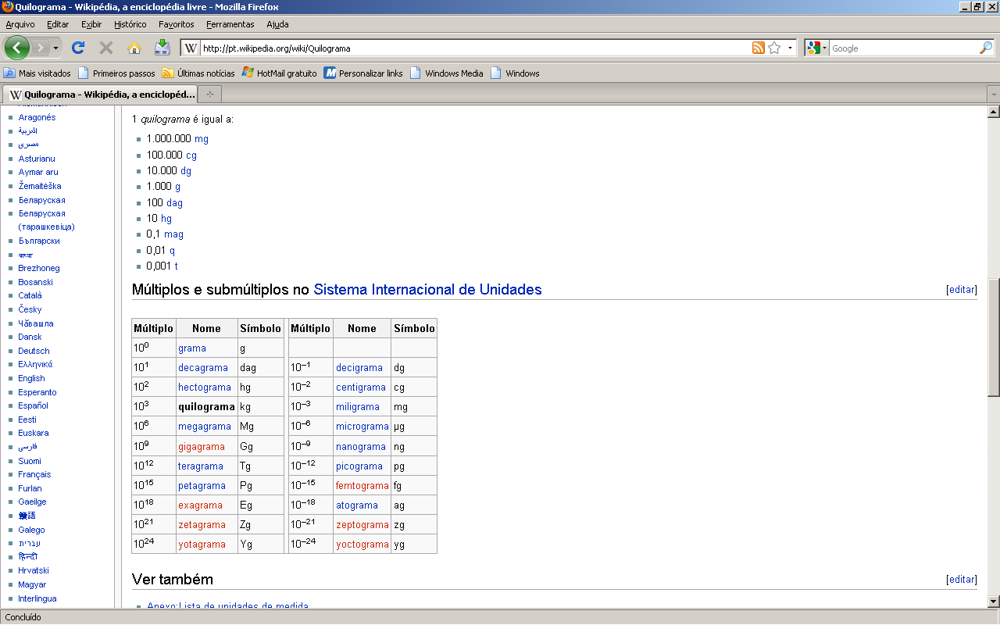 Quilograma - Wikipédia, a enciclopédia livre - Mozilla Firefox
Arquivo Editar Exibir Histórico Favoritos Ferramentas Ajuda
http://pt.wikipedia.org/wiki/Quilograma
Google
Mais visitados Primeiros passos Últimas notícias HotMail gratuito Personalizar links Windows Media Windows
Quilograma - Wikipédia, a enciclopéd...
Aragonés
العربية
مصرى
Asturianu
Aymar aru
Žemaitėška
Беларуская
Беларуская
(тарашкевіца)
Български
বাংলা
Brezhoneg
Bosanski
Català
Česky
Чӑвашла
Dansk
Deutsch
Ελληνικά
English
Esperanto
Español
Eesti
Euskara
فارسی
Suomi
Français
Furlan
Gaeilge
贛語
Galego
עברית
हिन्दी
Hrvatski
Magyar
Interlingua
1 quilograma é igual a:
1.000.000 mg
100.000 cg
10.000 dg
1.000 g
100 dag
10 hg
0,1 mag
0,01 q
0,001 t
Múltiplos e submúltiplos no Sistema Internacional de Unidades [editar]
Múltiplo Nome Símbolo Múltiplo Nome Símbolo
10⁰ grama g
10¹ decagrama dag 10⁻¹ decigrama dg
10² hectograma hg 10⁻² centigrama cg
10³ quilograma kg 10⁻³ miligrama mg
10⁶ megagrama Mg 10⁻⁶ micrograma µg
10⁹ gigagrama Gg 10⁻⁹ nanograma ng
10¹² teragrama Tg 10⁻¹² picograma pg
10¹⁵ petagrama Pg 10⁻¹⁵ femtograma fg
10¹⁸ exagrama Eg 10⁻¹⁸ atograma ag
10²¹ zetagrama Zg 10⁻²¹ zeptograma zg
10²⁴ yotagrama Yg 10⁻²⁴ yoctograma yg
Ver também [editar]
Anexo:Lista de unidades de medida
Concluído